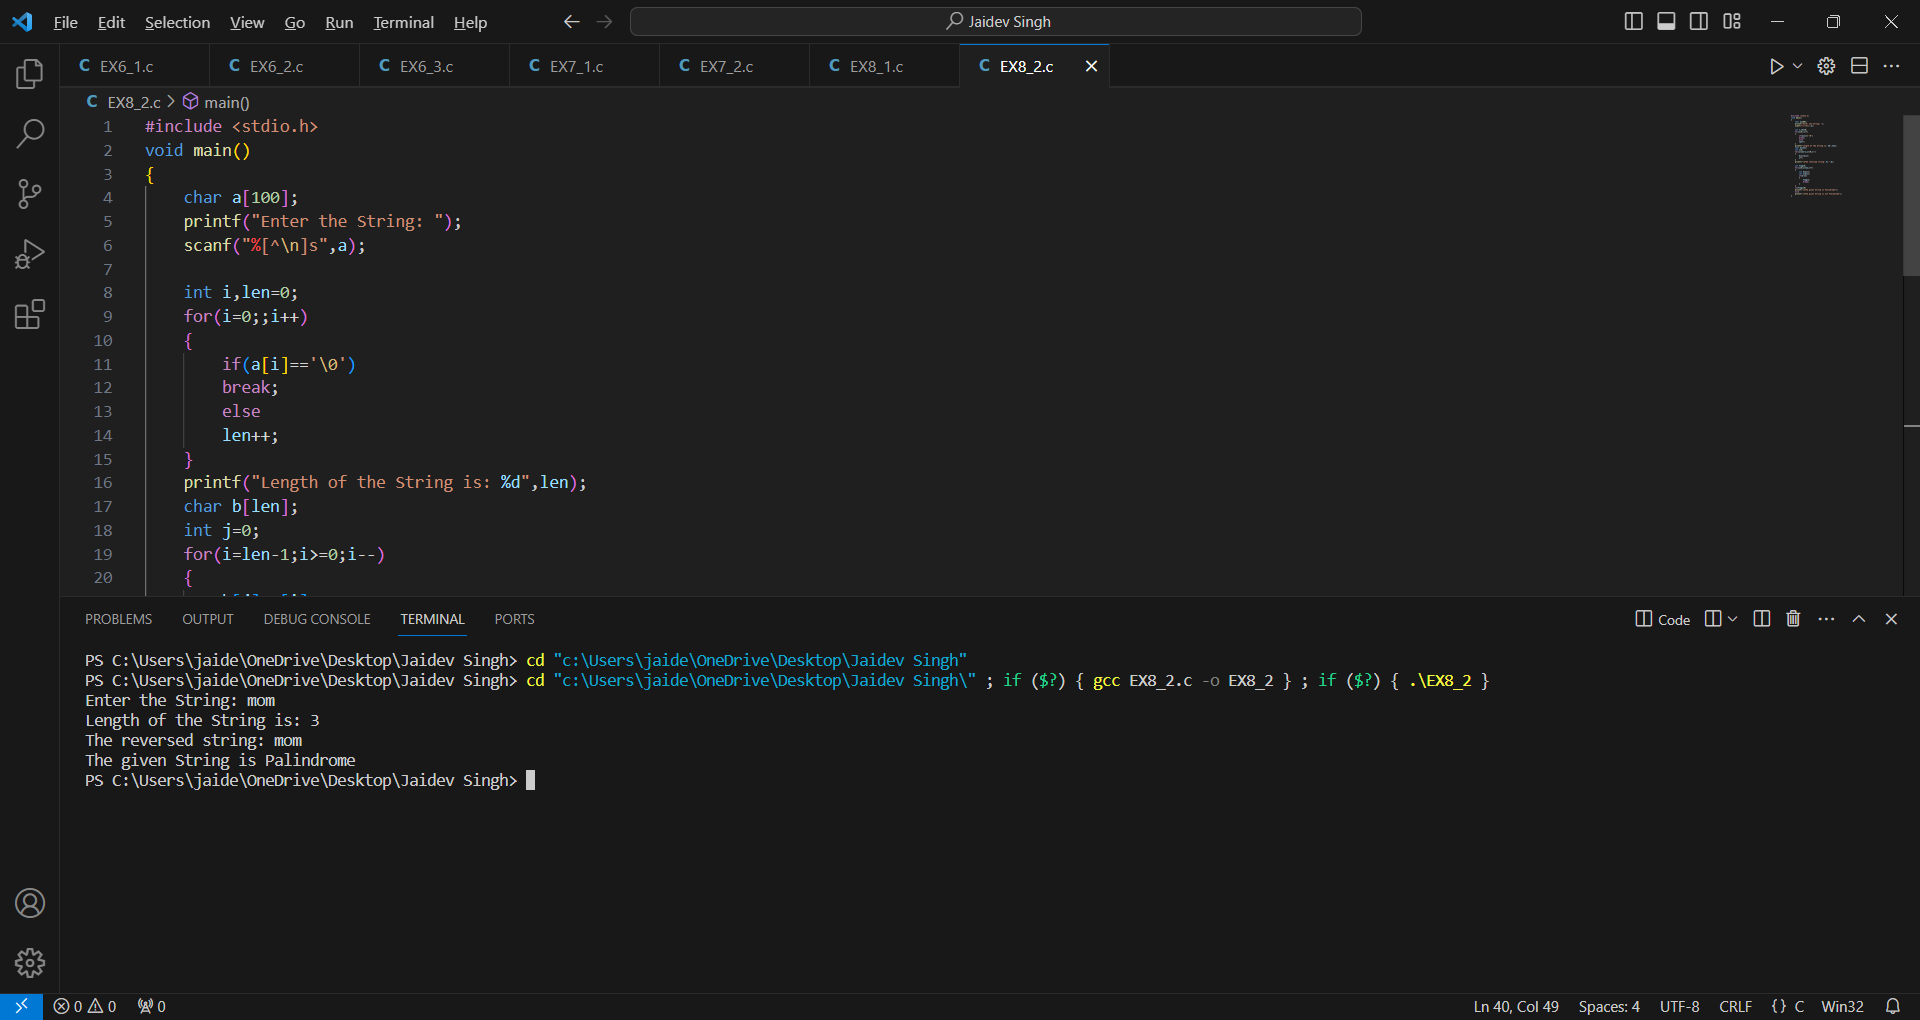 File Edit Selection View Go Run Terminal Help Jaidev Singh
C EX6_1.c C EX6_2.c C EX6_3.c C EX7_1.c C EX7_2.c C EX8_1.c C EX8_2.c
C EX8_2.c > main()
1 #include <stdio.h>
2 void main()
3 {
4 char a[100];
5 printf("Enter the String: ");
6 scanf("%[^\n]s",a);
7
8 int i,len=0;
9 for(i=0;;i++)
10 {
11 if(a[i]=='\0')
12 break;
13 else
14 len++;
15 }
16 printf("Length of the String is: %d",len);
17 char b[len];
18 int j=0;
19 for(i=len-1;i>=0;i--)
20 {
PROBLEMS OUTPUT DEBUG CONSOLE TERMINAL PORTS Code
PS C:\Users\jaide\OneDrive\Desktop\Jaidev Singh> cd "c:\Users\jaide\OneDrive\Desktop\Jaidev Singh"
PS C:\Users\jaide\OneDrive\Desktop\Jaidev Singh> cd "c:\Users\jaide\OneDrive\Desktop\Jaidev Singh\" ; if ($?) { gcc EX8_2.c -o EX8_2 } ; if ($?) { .\EX8_2 }
Enter the String: mom
Length of the String is: 3
The reversed string: mom
The given String is Palindrome
PS C:\Users\jaide\OneDrive\Desktop\Jaidev Singh>
0 0 0 Ln 40, Col 49 Spaces: 4 UTF-8 CRLF {} C Win32